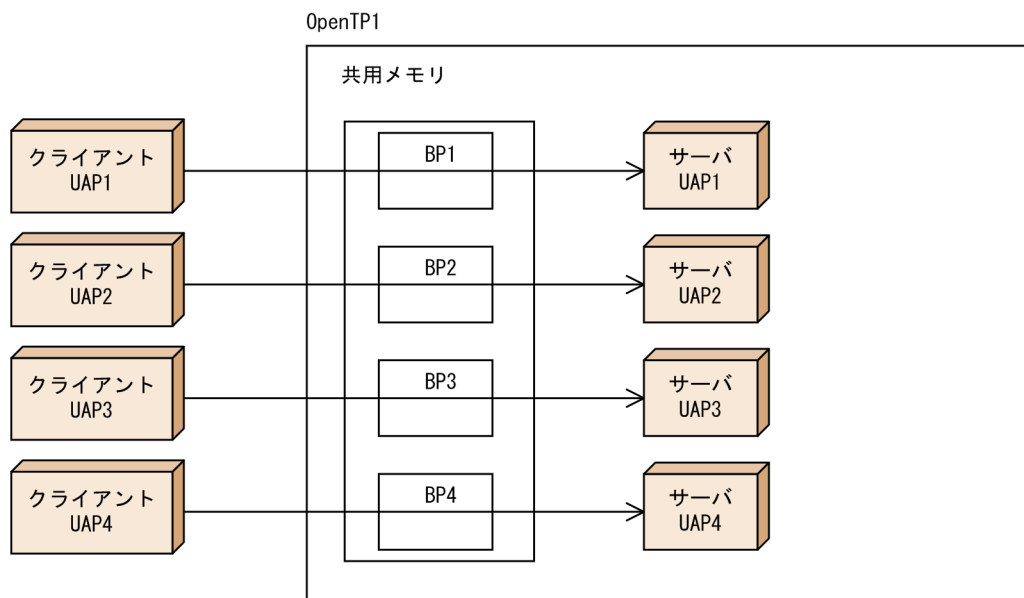 OpenTP1
共用メモリ
クライアント
UAP1
BP1
サーバ
UAP1
クライアント
UAP2
BP2
サーバ
UAP2
クライアント
UAP3
BP3
サーバ
UAP3
クライアント
UAP4
BP4
サーバ
UAP4